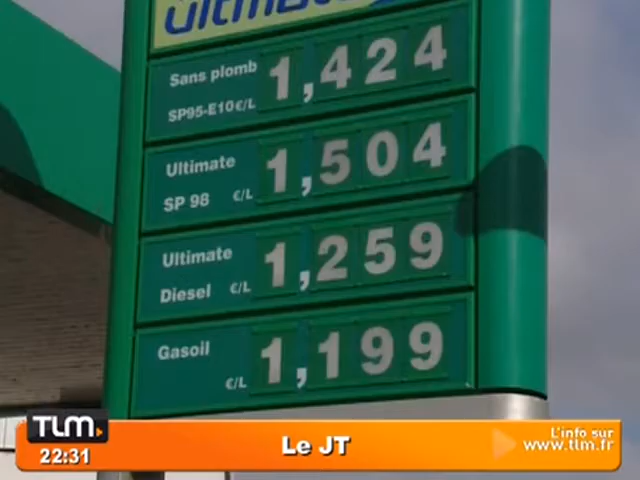 ultimate
Sans plomb 1,424
SP95-E10 €/L
Ultimate 1,504
SP 98 €/L
Ultimate 1,259
Diesel €/L
Gasoil 1,199
€/L
TLM
22:31
Le JT
L'info sur
www.tlm.fr